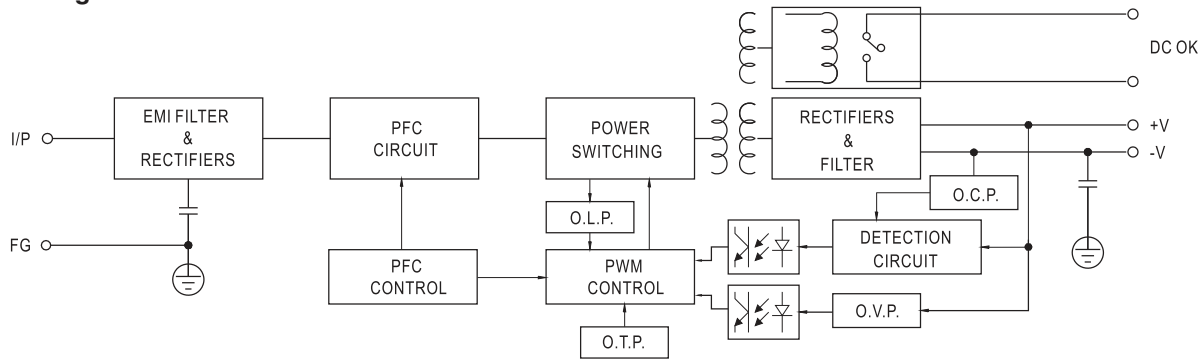 DC OK
EMI FILTER
&
RECTIFIERS
PFC
CIRCUIT
POWER
SWITCHING
RECTIFIERS
&
FILTER
I/P
+V
-V
O.L.P.
O.C.P.
FG
PFC
CONTROL
PWM
CONTROL
DETECTION
CIRCUIT
O.V.P.
O.T.P.